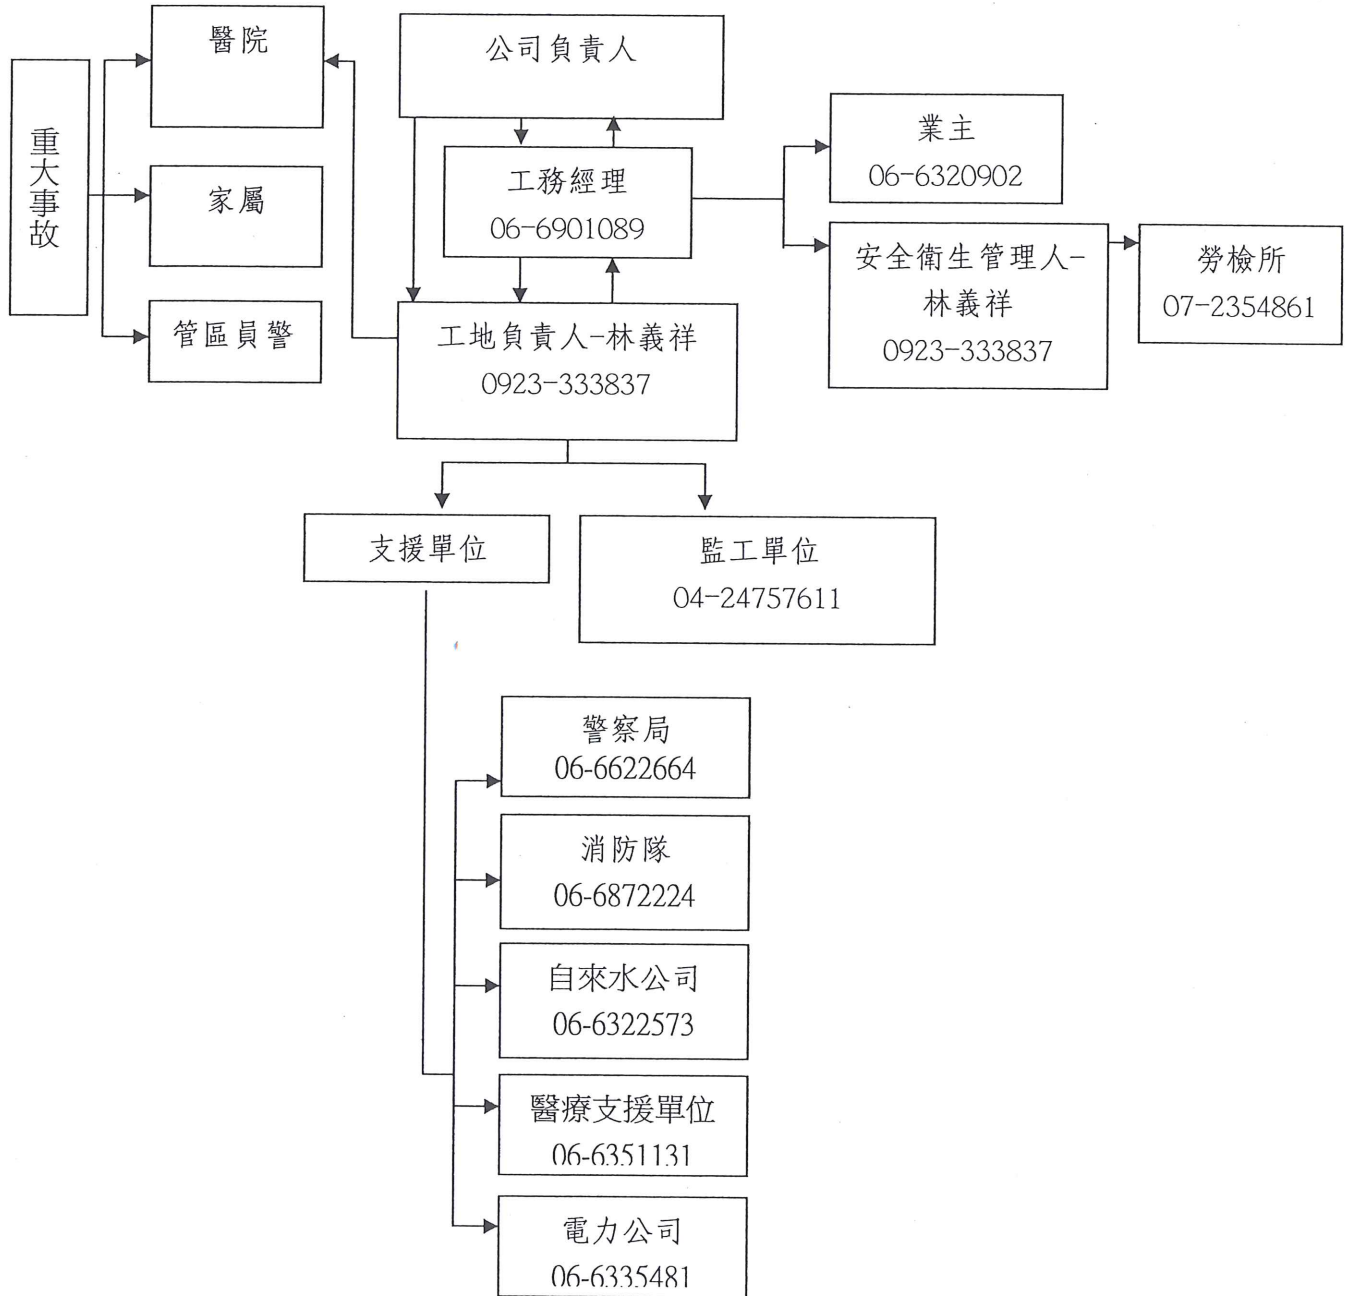 醫院
公司負責人
重大事故
業主
06-6320902
工務經理
06-6901089
家屬
安全衛生管理人-
林義祥
0923-333837
勞檢所
07-2354861
管區員警
工地負責人-林義祥
0923-333837
支援單位
監工單位
04-24757611
警察局
06-6622664
消防隊
06-6872224
自來水公司
06-6322573
醫療支援單位
06-6351131
電力公司
06-6335481